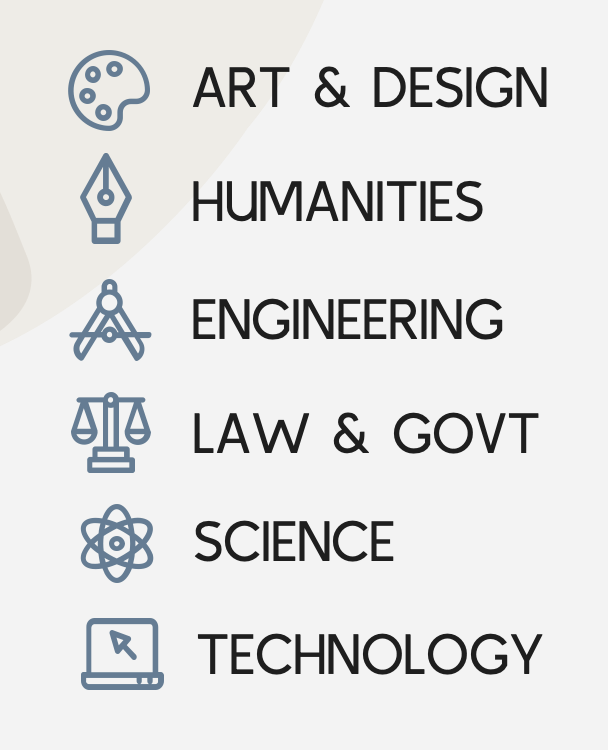 ART & DESIGN
HUMANITIES
ENGINEERING
LAW & GOVT
SCIENCE
TECHNOLOGY